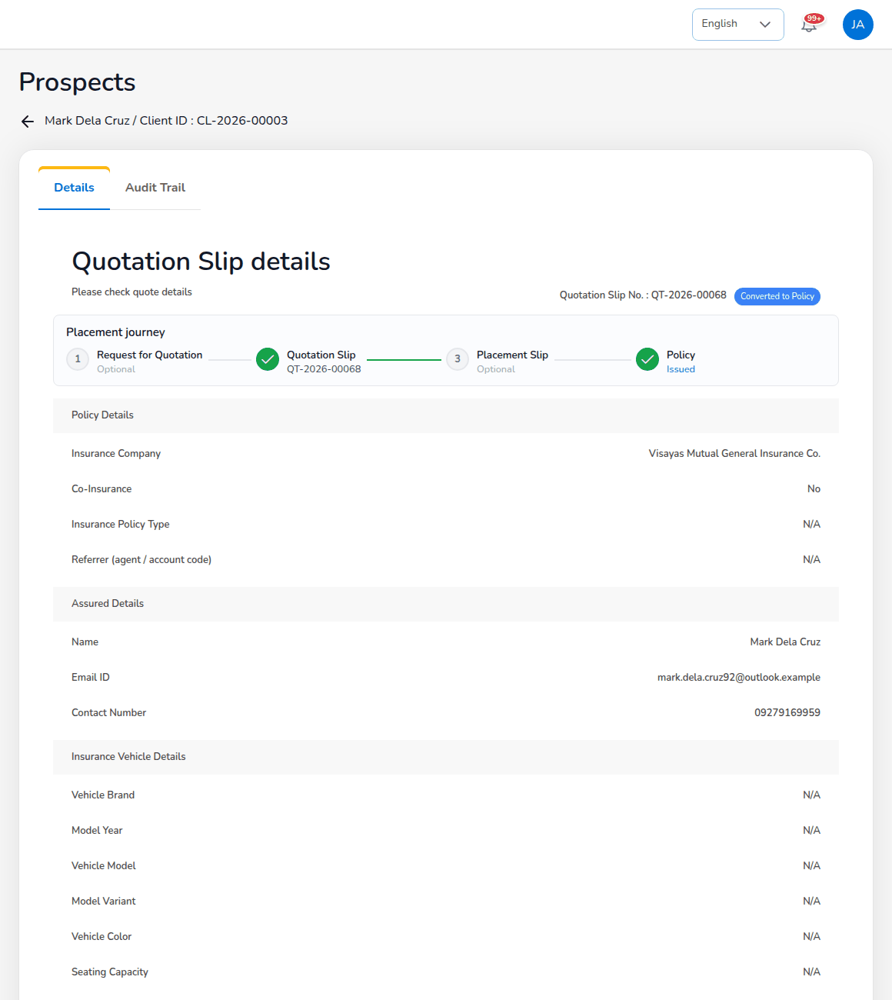 English
99+
JA
Prospects
Mark Dela Cruz / Client ID : CL-2026-00003
Details
Audit Trail
Quotation Slip details
Please check quote details
Quotation Slip No. : QT-2026-00068
Converted to Policy
Placement journey
1
Request for Quotation
Optional
Quotation Slip
QT-2026-00068
3
Placement Slip
Optional
Policy
Issued
Policy Details
Insurance Company
Visayas Mutual General Insurance Co.
Co-Insurance
No
Insurance Policy Type
N/A
Referrer (agent / account code)
N/A
Assured Details
Name
Mark Dela Cruz
Email ID
mark.dela.cruz92@outlook.example
Contact Number
09279169959
Insurance Vehicle Details
Vehicle Brand
N/A
Model Year
N/A
Vehicle Model
N/A
Model Variant
N/A
Vehicle Color
N/A
Seating Capacity
N/A